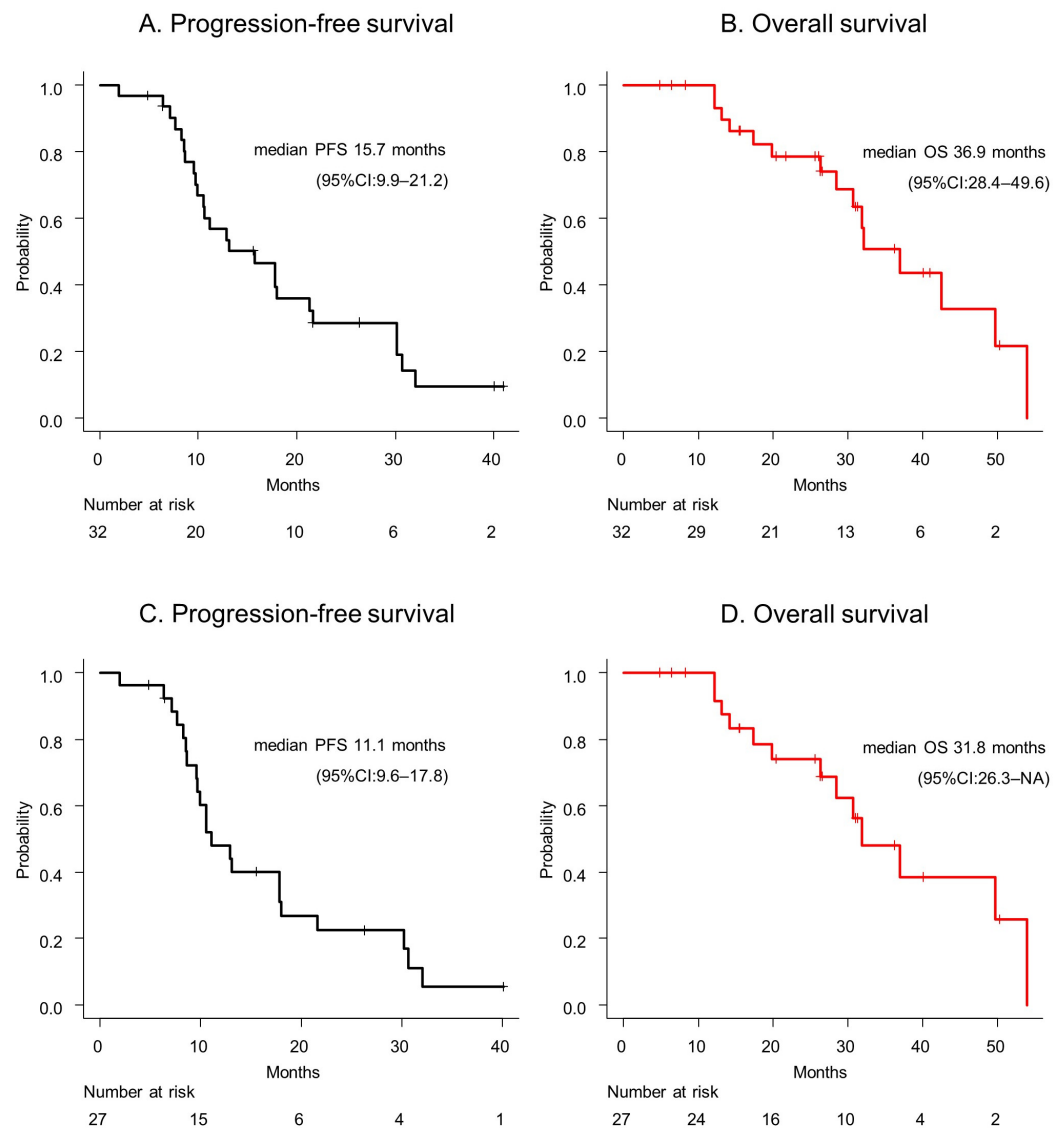 A. Progression-free survival
1.0
0.8
0.6
0.4
0.2
0.0
Probability
median PFS 15.7 months
(95%CI:9.9–21.2)
0 10 20 30 40
Months
Number at risk
32 20 10 6 2
B. Overall survival
1.0
0.8
0.6
0.4
0.2
0.0
Probability
median OS 36.9 months
(95%CI:28.4–49.6)
0 10 20 30 40 50
Months
Number at risk
32 29 21 13 6 2
C. Progression-free survival
1.0
0.8
0.6
0.4
0.2
0.0
Probability
median PFS 11.1 months
(95%CI:9.6–17.8)
0 10 20 30 40
Months
Number at risk
27 15 6 4 1
D. Overall survival
1.0
0.8
0.6
0.4
0.2
0.0
Probability
median OS 31.8 months
(95%CI:26.3–NA)
0 10 20 30 40 50
Months
Number at risk
27 24 16 10 4 2